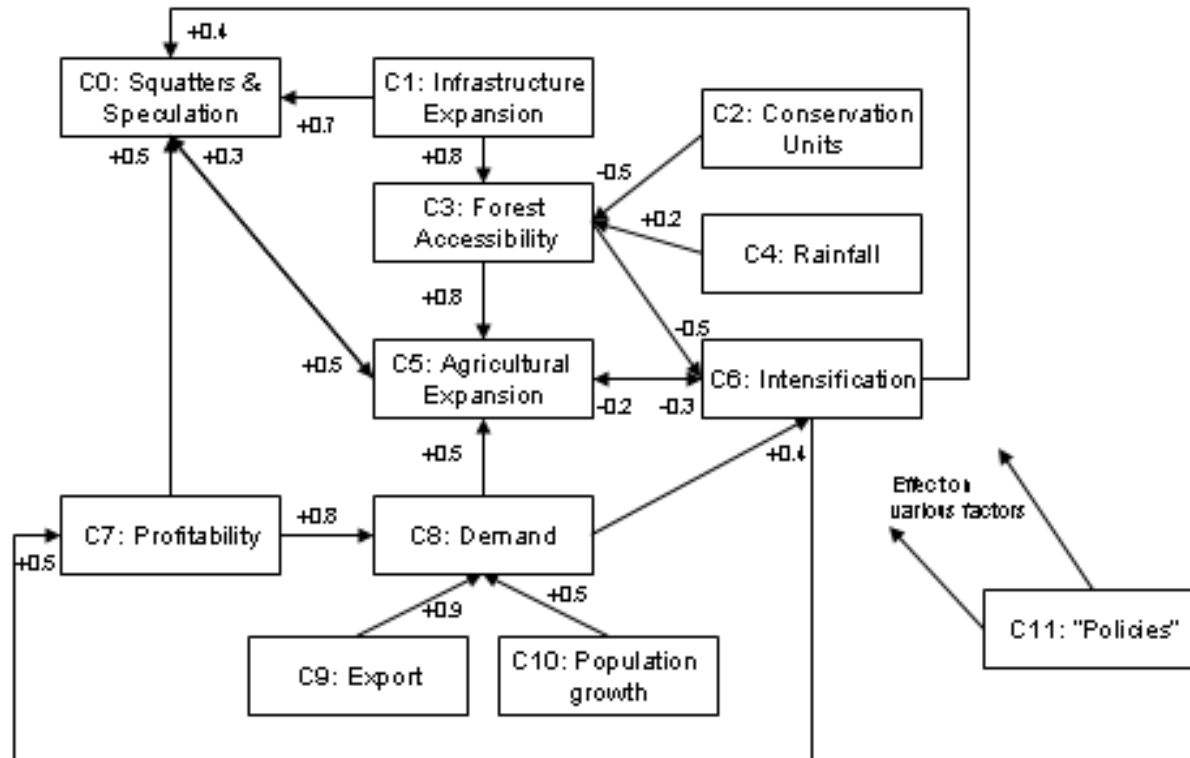 +0.4
C0: Squatters &
Speculation
C1: Infrastructure
Expansion
+0.7
C2: Conservation
Units
+0.5
+0.3
+0.8
-0.5
C3: Forest
Accessibility
+0.2
C4: Rainfall
+0.8
-0.5
+0.5
C5: Agricultural
Expansion
C6: Intensification
-0.2
-0.3
+0.5
+0.4
Effect on
various factors
C7: Profitability
+0.8
C8: Demand
+0.5
+0.9
+0.5
C11: "Policies"
C9: Export
C10: Population
growth